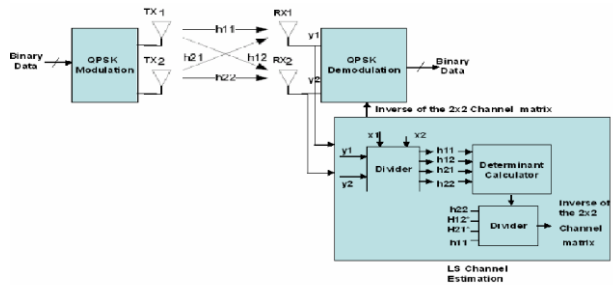 TX1
RX1
h11
y1
Binary
Data
QPSK
Modulation
h21
h12
QPSK
Demodulation
Binary
Data
TX2
RX2
h22
y2
Inverse of the 2x2 Channel matrix
x1
x2
y1
y2
Divider
h11
h12
h21
h22
Determinant
Calculator
h22
H12'
H21'
h11
Divider
Inverse of
the 2x2
Channel
matrix
LS Channel
Estimation